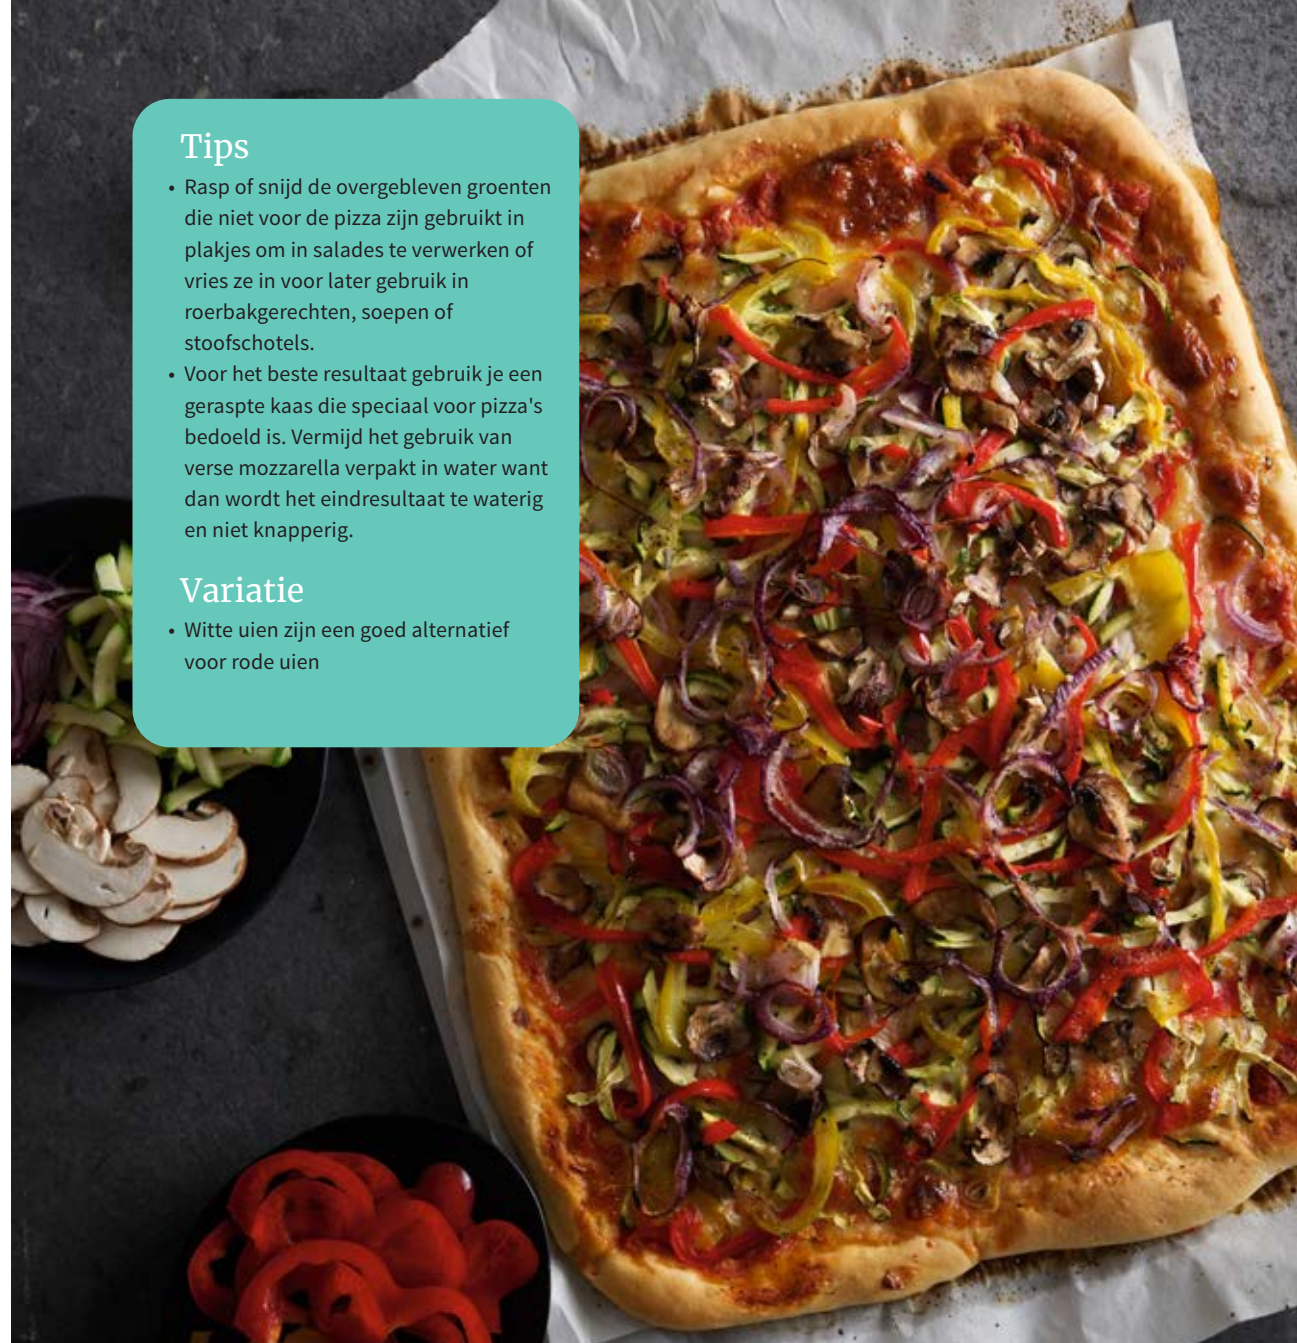 Tips
• Rasp of snijd de overgebleven groenten
die niet voor de pizza zijn gebruikt in
plakjes om in salades te verwerken of
vries ze in voor later gebruik in
roerbakgerechten, soepen of
stoofschotels.
• Voor het beste resultaat gebruik je een
geraspte kaas die speciaal voor pizza's
bedoeld is. Vermijd het gebruik van
verse mozzarella verpakt in water want
dan wordt het eindresultaat te waterig
en niet knapperig.
Variatie
• Witte uien zijn een goed alternatief
voor rode uien